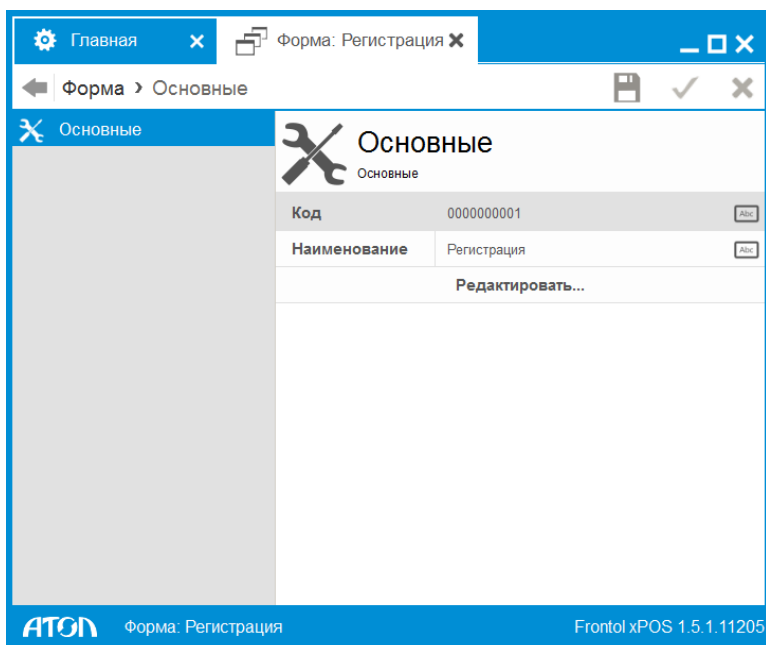 Главная
Форма: Регистрация
Форма > Основные
Основные
Основные
Основные
Код 0000000001 Abc
Наименование Регистрация Abc
Редактировать...
ATOL Форма: Регистрация Frontol xPOS 1.5.1.11205